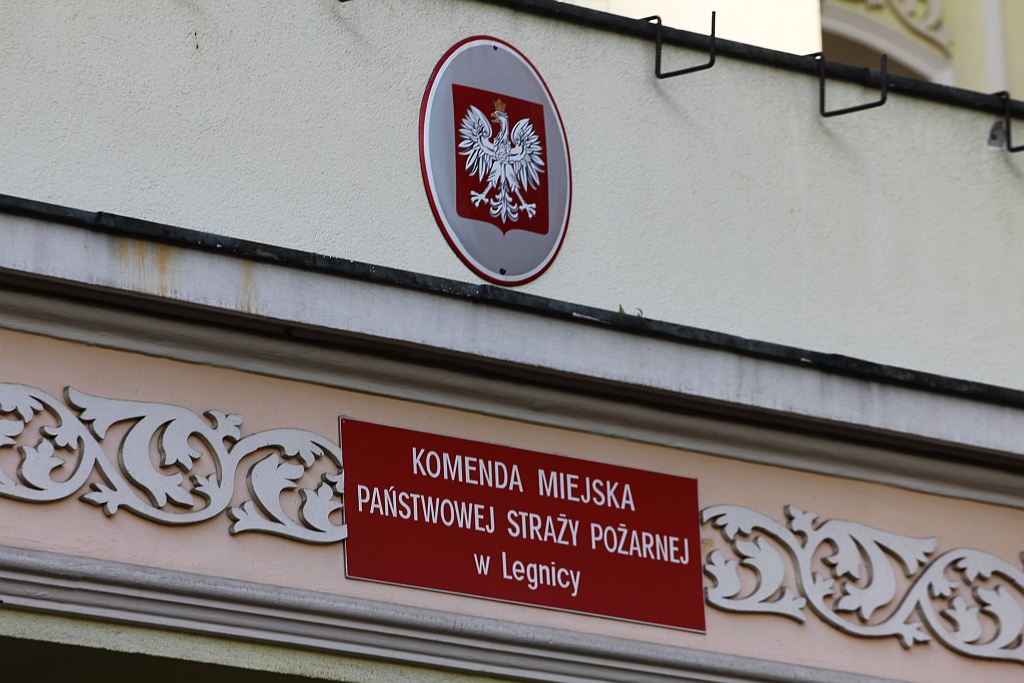 KOMENDA MIEJSKA
PAŃSTWOWEJ STRAŻY POŻARNEJ
w Legnicy